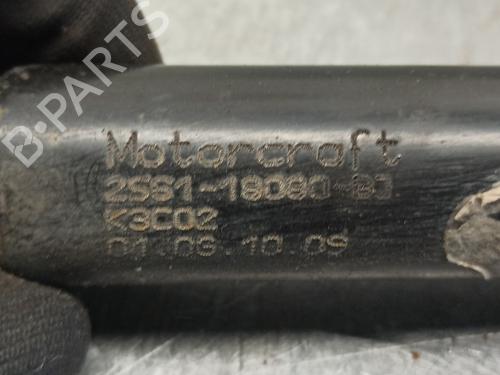 B-PARTS
Motorcraft
2S61-18080-BJ
K3C02
01.09.10.09